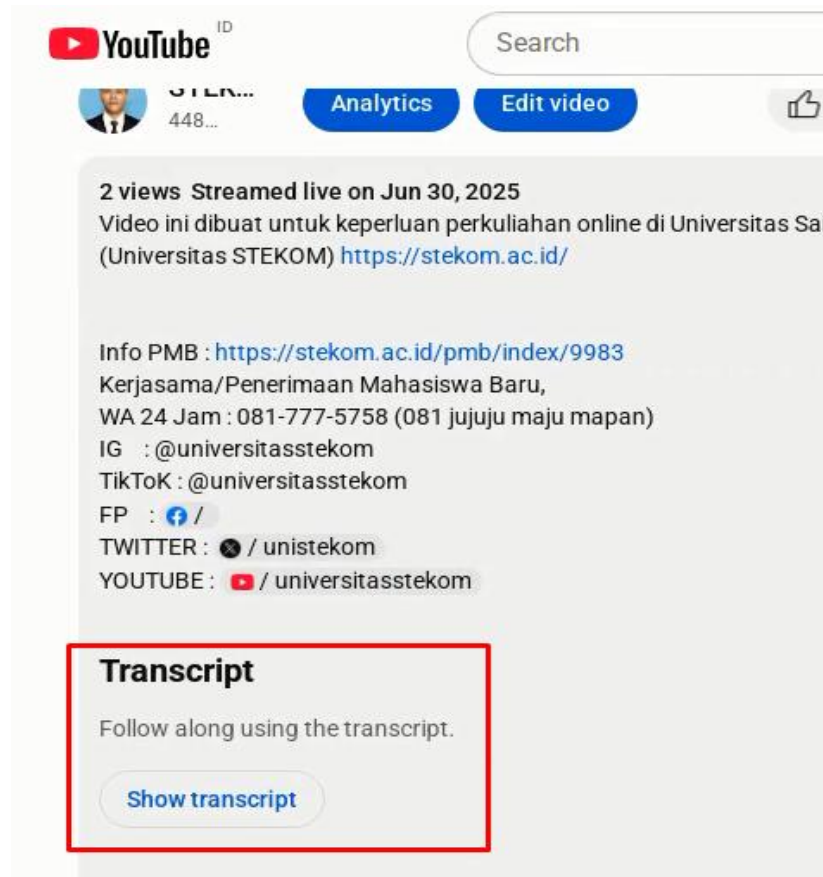 YouTube ID
Search
448...
Analytics
Edit video
2 views Streamed live on Jun 30, 2025
Video ini dibuat untuk keperluan perkuliahan online di Universitas
(Universitas STEKOM) https://stekom.ac.id/
Info PMB : https://stekom.ac.id/pmb/index/9983
Kerjasama/Penerimaan Mahasiswa Baru,
WA 24 Jam : 081-777-5758 (081 jujuju maju mapan)
IG : @universitasstekom
TikToK : @universitasstekom
FP : /
TWITTER : / unistekom
YOUTUBE : / universitasstekom
Transcript
Follow along using the transcript.
Show transcript